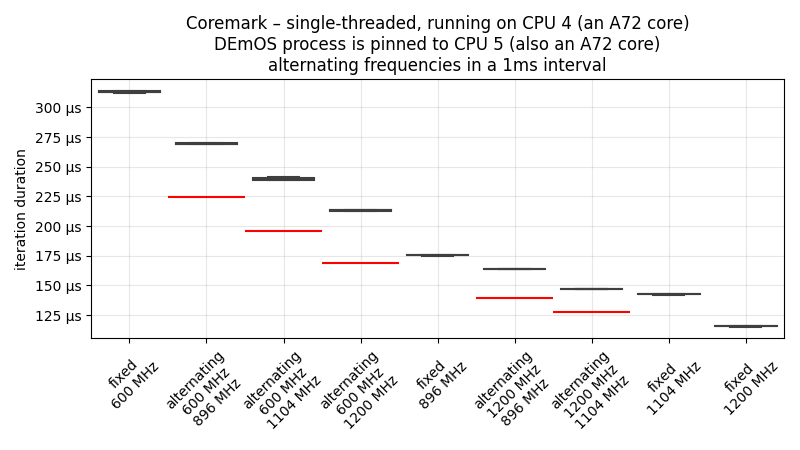 Coremark – single-threaded, running on CPU 4 (an A72 core)
DEmOS process is pinned to CPU 5 (also an A72 core)
alternating frequencies in a 1ms interval
iteration duration
300 µs
275 µs
250 µs
225 µs
200 µs
175 µs
150 µs
125 µs
fixed
600 MHz
alternating
600 MHz
896 MHz
alternating
600 MHz
1104 MHz
alternating
600 MHz
1200 MHz
fixed
896 MHz
alternating
1200 MHz
896 MHz
alternating
1200 MHz
1104 MHz
fixed
1104 MHz
fixed
1200 MHz